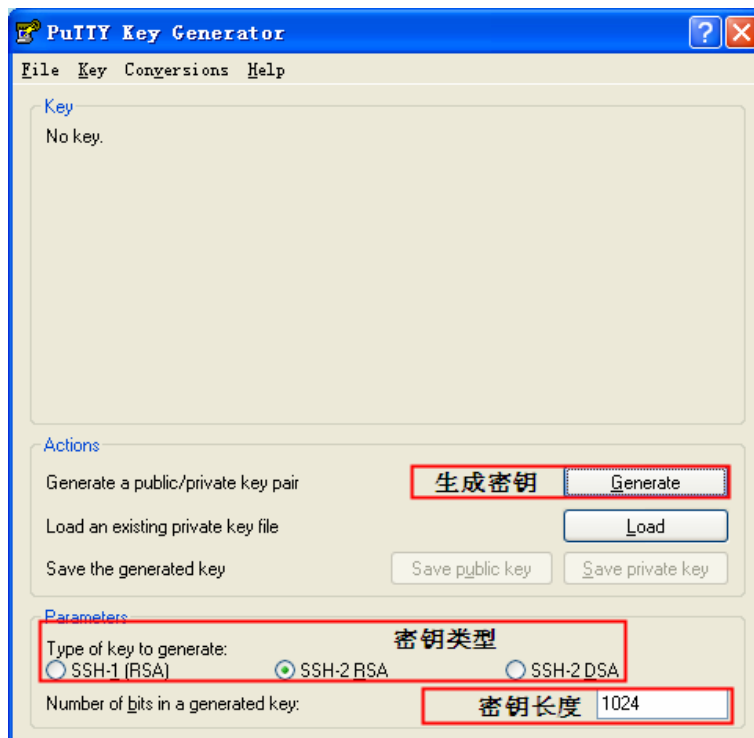 PuTTY Key Generator
File Key Conversions Help
Key
No key.
Actions
Generate a public/private key pair 生成密钥 Generate
Load an existing private key file Load
Save the generated key Save public key Save private key
Parameters
Type of key to generate: 密钥类型
SSH-1 (RSA) SSH-2 RSA SSH-2 DSA
Number of bits in a generated key: 密钥长度 1024